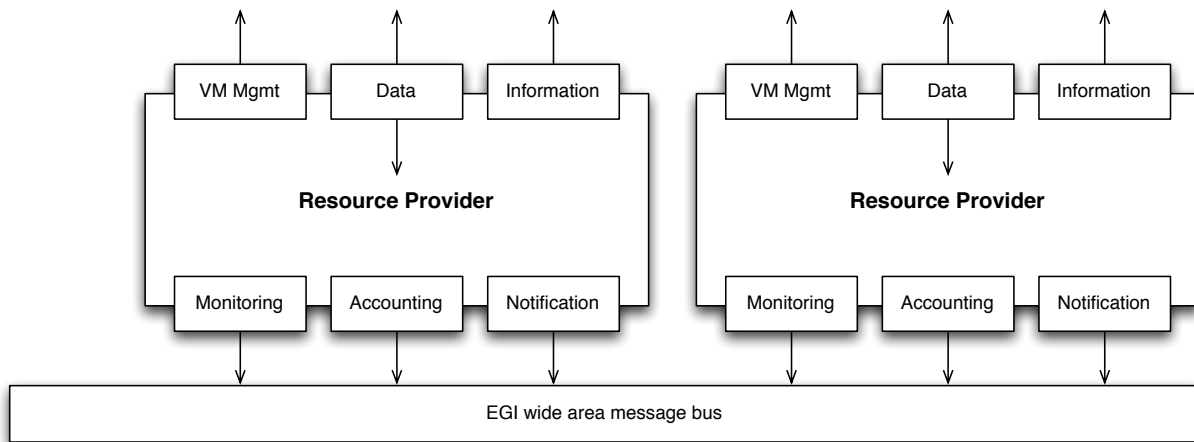 VM Mgmt Data Information VM Mgmt Data Information
Resource Provider Resource Provider
Monitoring Accounting Notification Monitoring Accounting Notification
EGI wide area message bus